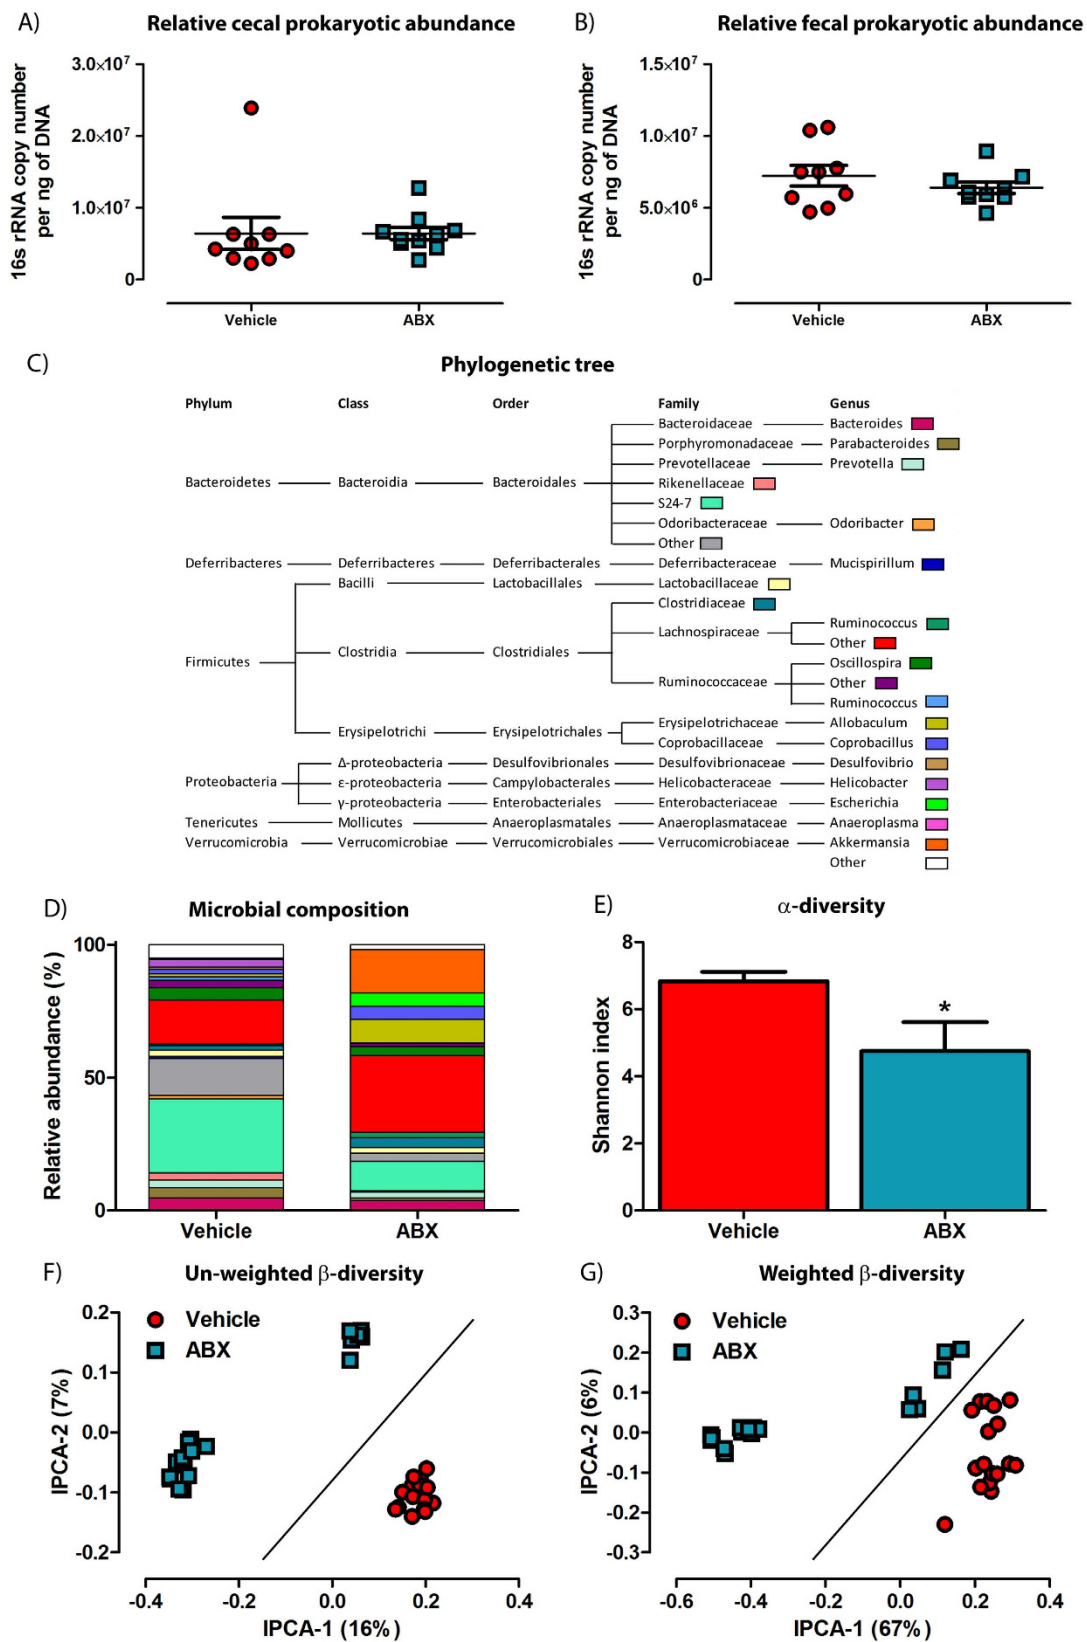 A) Relative cecal prokaryotic abundance
16s rRNA copy number
per ng of DNA
3.0×10⁷
2.0×10⁷
1.0×10⁷
0
Vehicle ABX
B) Relative fecal prokaryotic abundance
16s rRNA copy number
per ng of DNA
1.5×10⁷
1.0×10⁷
5.0×10⁶
0
Vehicle ABX
C) Phylogenetic tree
Phylum Class Order Family Genus
Bacteroidaceae Bacteroides
Porphyromonadaceae Parabacteroides
Prevotellaceae Prevotella
Bacteroidetes Bacteroidia Bacteroidales Rikenellaceae
S24-7
Odoribacteraceae Odoribacter
Other
Deferribacteres Deferribacteres Deferribacterales Deferribacteraceae Mucispirillum
Bacilli Lactobacillales Lactobacillaceae
Clostridiaceae
Ruminococcus
Lachnospiraceae
Other
Firmicutes Clostridia Clostridiales
Oscillospira
Ruminococcaceae Other
Ruminococcus
Erysipelotrichaceae Allobaculum
Erysipelotrichi Erysipelotrichales
Coprobacillaceae Coprobacillus
Δ-proteobacteria Desulfovibrionales Desulfovibrionaceae Desulfovibrio
Proteobacteria ε-proteobacteria Campylobacterales Helicobacteraceae Helicobacter
γ-proteobacteria Enterobacteriales Enterobacteriaceae Escherichia
Tenericutes Mollicutes Anaeroplasmatales Anaeroplasmataceae Anaeroplasma
Verrucomicrobia Verrucomicrobiae Verrucomicrobiales Verrucomicrobiaceae Akkermansia
Other
D) Microbial composition
Relative abundance (%)
100
50
0
Vehicle ABX
E) α-diversity
Shannon index
8
6
4
2
0
*
Vehicle ABX
F) Un-weighted β-diversity
Vehicle
ABX
IPCA-2 (7%)
0.2
0.1
0.0
-0.1
-0.2
-0.4 -0.2 0.0 0.2 0.4
IPCA-1 (16%)
G) Weighted β-diversity
Vehicle
ABX
IPCA-2 (6%)
0.3
0.2
0.1
0.0
-0.1
-0.2
-0.3
-0.6 -0.4 -0.2 0.0 0.2 0.4
IPCA-1 (67%)